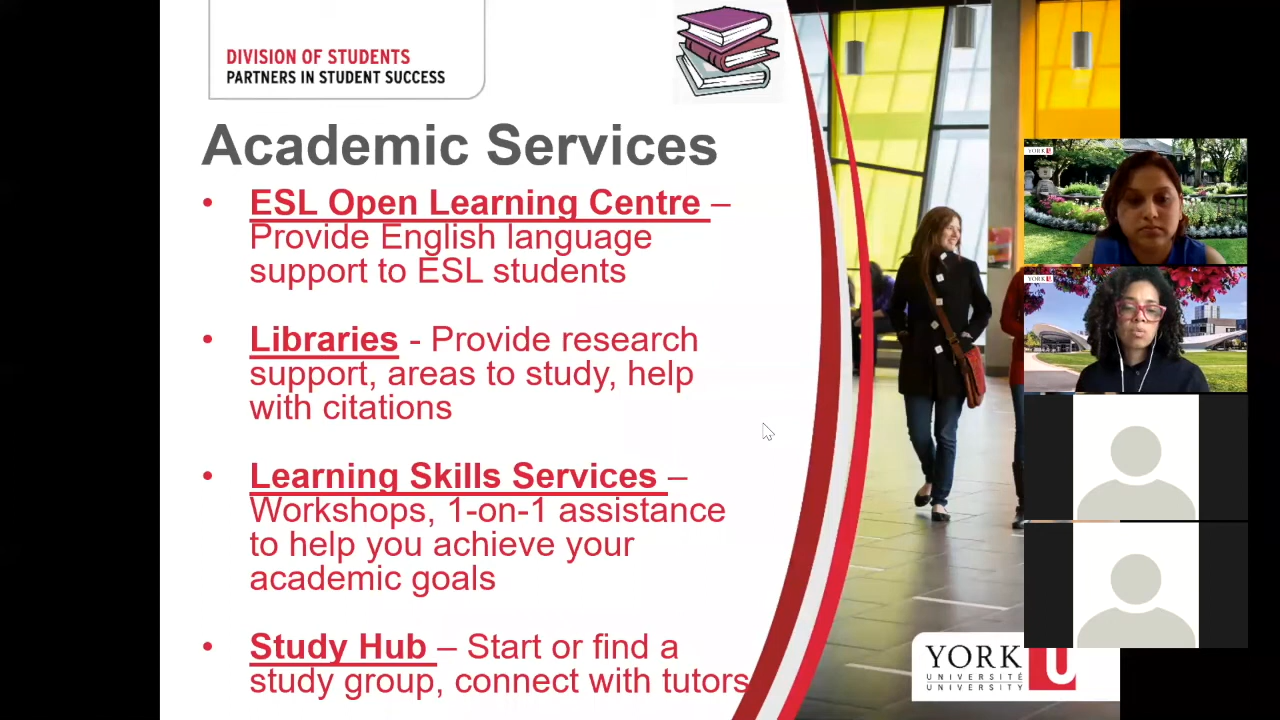 DIVISION OF STUDENTS
PARTNERS IN STUDENT SUCCESS
Academic Services
• ESL Open Learning Centre –
Provide English language
support to ESL students
• Libraries - Provide research
support, areas to study, help
with citations
• Learning Skills Services –
Workshops, 1-on-1 assistance
to help you achieve your
academic goals
• Study Hub – Start or find a
study group, connect with tutors
YORK U
UNIVERSITÉ
UNIVERSITY
YORK U
YORK U